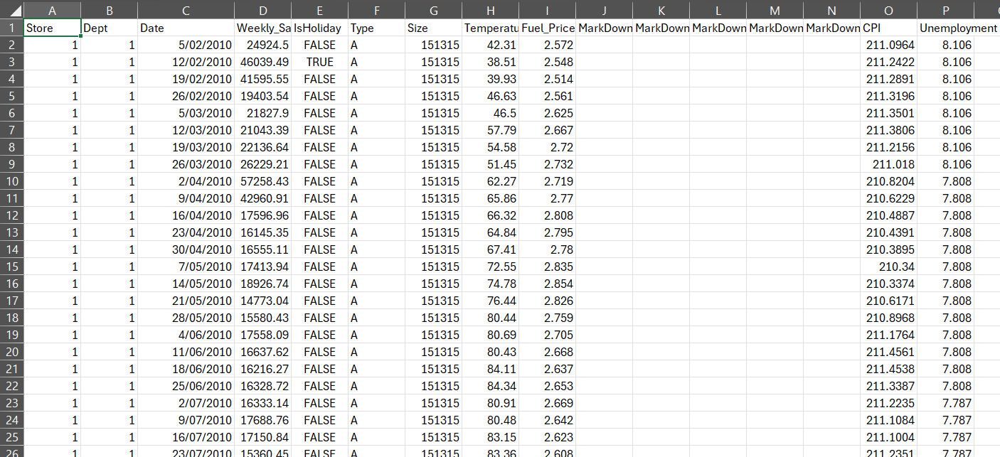 A B C D E F G H I J K L M N O P
1 Store Dept Date Weekly_Sa IsHoliday Type Size Temperatu Fuel_Price MarkDown MarkDown MarkDown MarkDown MarkDown CPI Unemployment
2 1 1 5/02/2010 24924.5 FALSE A 151315 42.31 2.572 211.0964 8.106
3 1 1 12/02/2010 46039.49 TRUE A 151315 38.51 2.548 211.2422 8.106
4 1 1 19/02/2010 41595.55 FALSE A 151315 39.93 2.514 211.2891 8.106
5 1 1 26/02/2010 19403.54 FALSE A 151315 46.63 2.561 211.3196 8.106
6 1 1 5/03/2010 21827.9 FALSE A 151315 46.5 2.625 211.3501 8.106
7 1 1 12/03/2010 21043.39 FALSE A 151315 57.79 2.667 211.3806 8.106
8 1 1 19/03/2010 22136.64 FALSE A 151315 54.58 2.72 211.2156 8.106
9 1 1 26/03/2010 26229.21 FALSE A 151315 51.45 2.732 211.018 8.106
10 1 1 2/04/2010 57258.43 FALSE A 151315 62.27 2.719 210.8204 7.808
11 1 1 9/04/2010 42960.91 FALSE A 151315 65.86 2.77 210.6229 7.808
12 1 1 16/04/2010 17596.96 FALSE A 151315 66.32 2.808 210.4887 7.808
13 1 1 23/04/2010 16145.35 FALSE A 151315 64.84 2.795 210.4391 7.808
14 1 1 30/04/2010 16555.11 FALSE A 151315 67.41 2.78 210.3895 7.808
15 1 1 7/05/2010 17413.94 FALSE A 151315 72.55 2.835 210.34 7.808
16 1 1 14/05/2010 18926.74 FALSE A 151315 74.78 2.854 210.3374 7.808
17 1 1 21/05/2010 14773.04 FALSE A 151315 76.44 2.826 210.6171 7.808
18 1 1 28/05/2010 15580.43 FALSE A 151315 80.44 2.759 210.8968 7.808
19 1 1 4/06/2010 17558.09 FALSE A 151315 80.69 2.705 211.1764 7.808
20 1 1 11/06/2010 16637.62 FALSE A 151315 80.43 2.668 211.4561 7.808
21 1 1 18/06/2010 16216.27 FALSE A 151315 84.11 2.637 211.4538 7.808
22 1 1 25/06/2010 16328.72 FALSE A 151315 84.34 2.653 211.3387 7.808
23 1 1 2/07/2010 16333.14 FALSE A 151315 80.91 2.669 211.2235 7.787
24 1 1 9/07/2010 17688.76 FALSE A 151315 80.48 2.642 211.1084 7.787
25 1 1 16/07/2010 17150.84 FALSE A 151315 83.15 2.623 211.1004 7.787
26 1 1 23/07/2010 15360.45 FALSE A 151315 83.36 2.608 211.2351 7.787